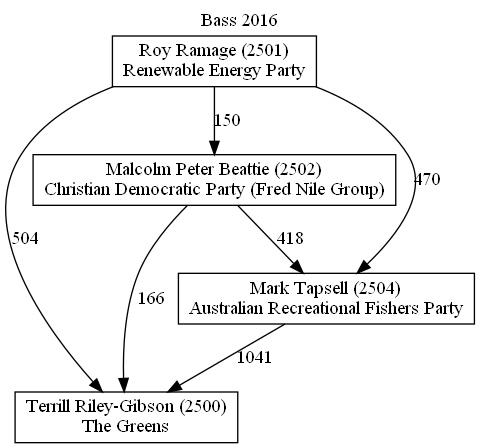 Bass 2016
Roy Ramage (2501)
Renewable Energy Party
150
Malcolm Peter Beattie (2502)
Christian Democratic Party (Fred Nile Group)
470
504
418
166
Mark Tapsell (2504)
Australian Recreational Fishers Party
1041
Terrill Riley-Gibson (2500)
The Greens